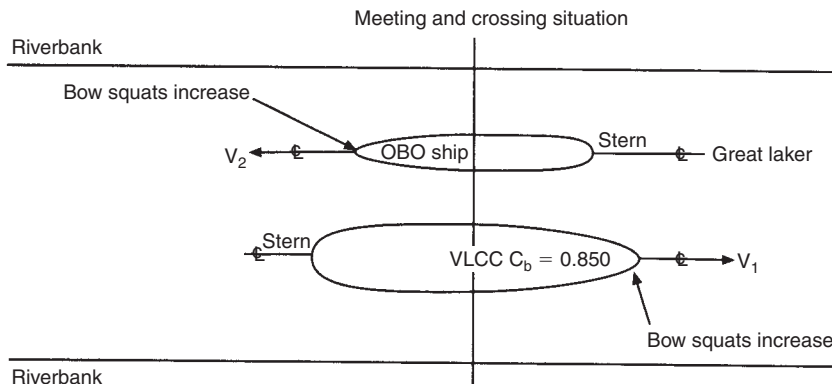 Meeting and crossing situation
Riverbank
Bow squats increase
V₂ ℄ OBO ship Stern ℄ Great laker
℄ Stern VLCC C_b = 0.850 ℄ V₁
Bow squats increase
Riverbank